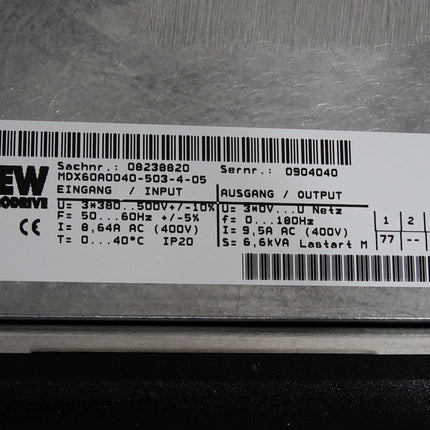 EW
ODRIVE
CE
Sachnr.: 08238820 Sernr.: 0904040
MDX60A0040-503-4-05
EINGANG / INPUT AUSGANG / OUTPUT
U= 3*380...500V+/-10% U= 3*0V...U Netz
F= 50...60Hz +/-5% f= 0...180Hz
I= 8,64A AC (400V) I= 9,5A AC (400V)
T= 0...40°C IP20 S= 6,6kVA Lastart M
1 2
77 --